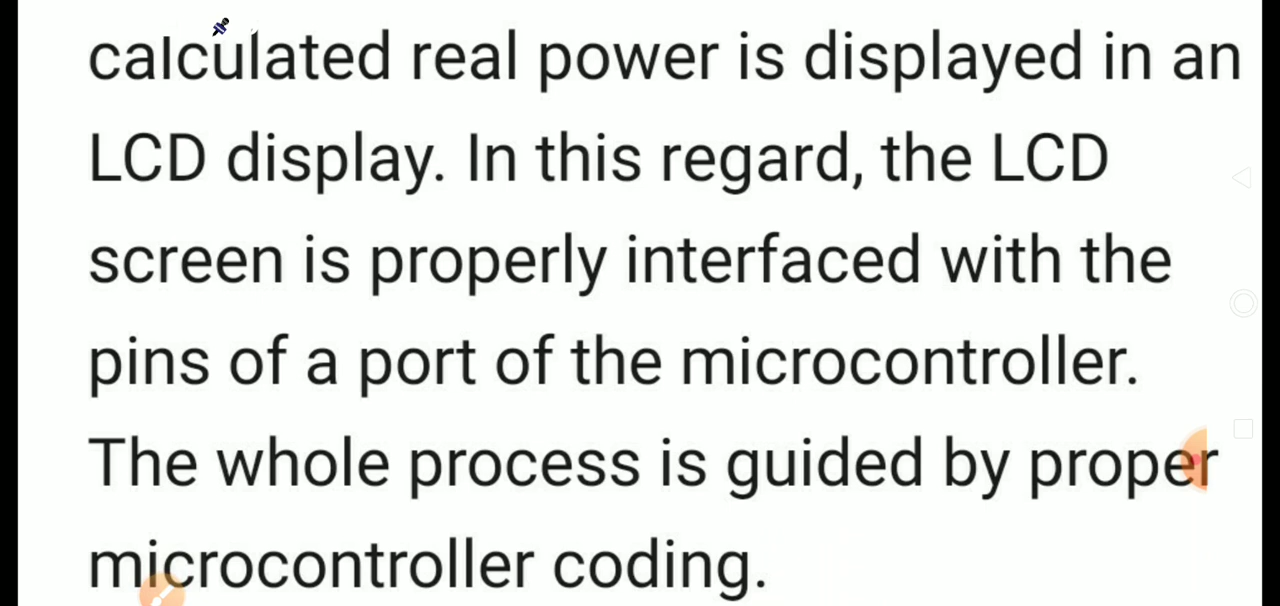 calculated real power is displayed in an
LCD display. In this regard, the LCD
screen is properly interfaced with the
pins of a port of the microcontroller.
The whole process is guided by proper
microcontroller coding.